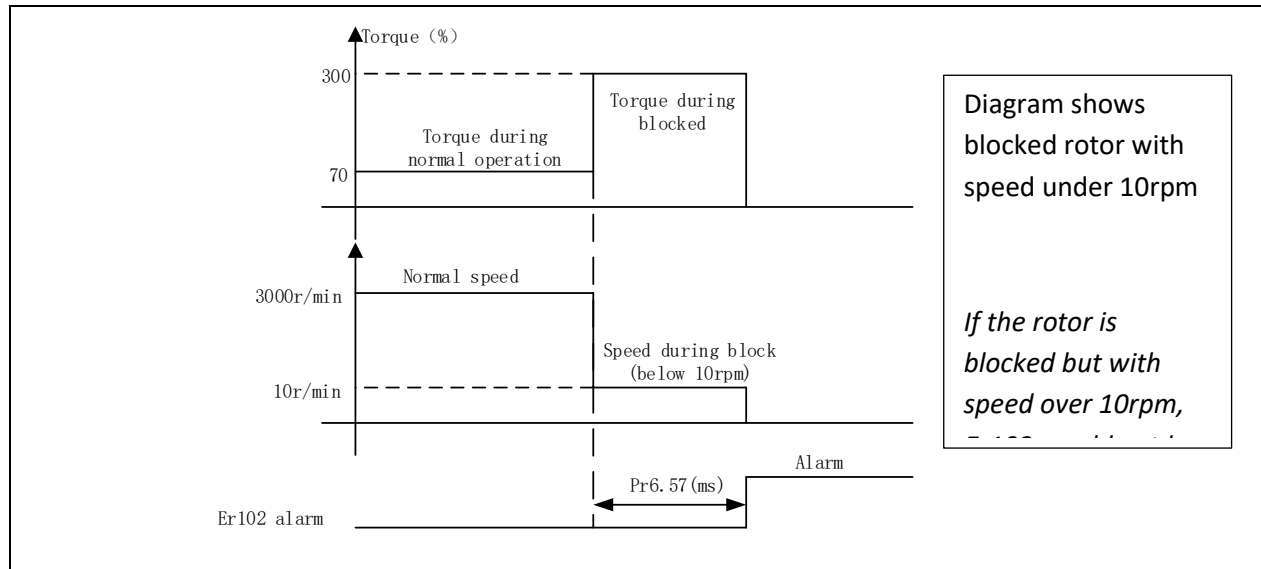 Torque（%）
300
Torque during
blocked
Torque during
normal operation
70
Normal speed
3000r/min
Speed during block
(below 10rpm)
10r/min
Alarm
Pr6.57(ms)
Er102 alarm
Diagram shows
blocked rotor with
speed under 10rpm
If the rotor is
blocked but with
speed over 10rpm,